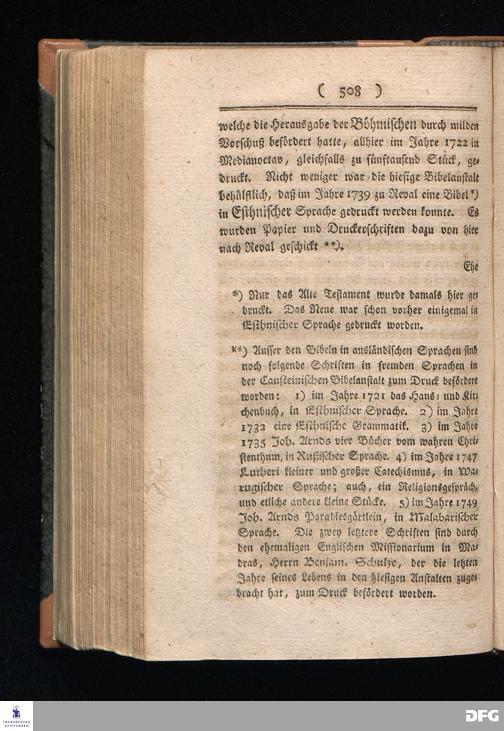 ( 508 )
welche die Herausgabe der Böhmischen durch milden
Vorschuß befördert hatte, allhier im Jahre 1722 in
Medianoctav, gleichfalls zu fünftausend Stück, ge-
druckt. Nicht weniger war die hiesige Bibelanstalt
behülflich, daß im Jahre 1739 zu Reval eine Bibel *)
in Esthnischer Sprache gedruckt werden konnte. Es
wurden Papier und Druckerschriften dazu von hier
nach Reval geschickt **).
Ehe
*) Nur das Alte Testament wurde damals hier ge-
druckt. Das Neue war schon vorher einigemal in
Esthnischer Sprache gedruckt worden.
**) Ausser den Bibeln in ausländischen Sprachen sind
noch folgende Schriften in fremden Sprachen in
der Cansteinischen Bibelanstalt zum Druck befördert
worden: 1) im Jahre 1721 das Haus- und Kir-
chenbuch, in Esthnischer Sprache. 2) im Jahre
1732 eine Esthnische Grammatik. 3) im Jahre
1735 Joh. Arnds vier Bücher vom wahren Chri-
stenthum, in Rußischer Sprache. 4) im Jahre 1747
Lutheri kleiner und großer Catechismus, in Wa-
rugischer Sprache; auch, ein Religionsgespräch,
und etliche andere kleine Stücke. 5) im Jahre 1749
Joh. Arnds Paradiesgärtlein, in Malabarischer
Sprache. Die zwey letztere Schriften sind durch
den ehemaligen Englischen Missionarium in Ma-
dras, Herrn Benjam. Schulze, der die letzten
Jahre seines Lebens in den hiesigen Anstalten zuge-
bracht hat, zum Druck befördert worden.
FRANCKESCHE
STIFTUNGEN
DFG